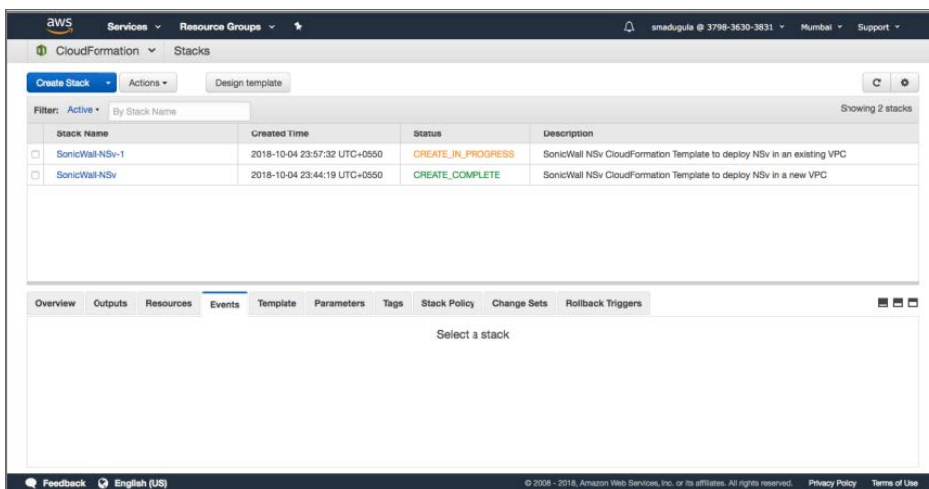 aws Services Resource Groups smadugula @ 3798-3630-3831 Mumbai Support
CloudFormation Stacks
Create Stack Actions Design template
Filter: Active By Stack Name Showing 2 stacks
Stack Name Created Time Status Description
SonicWall-NSv-1 2018-10-04 23:57:32 UTC+0550 CREATE_IN_PROGRESS SonicWall NSv CloudFormation Template to deploy NSv in an existing VPC
SonicWall-NSv 2018-10-04 23:44:19 UTC+0550 CREATE_COMPLETE SonicWall NSv CloudFormation Template to deploy NSv in a new VPC
Overview Outputs Resources Events Template Parameters Tags Stack Policy Change Sets Rollback Triggers
Select a stack
Feedback English (US) © 2008 - 2018, Amazon Web Services, Inc. or its affiliates. All rights reserved. Privacy Policy Terms of Use